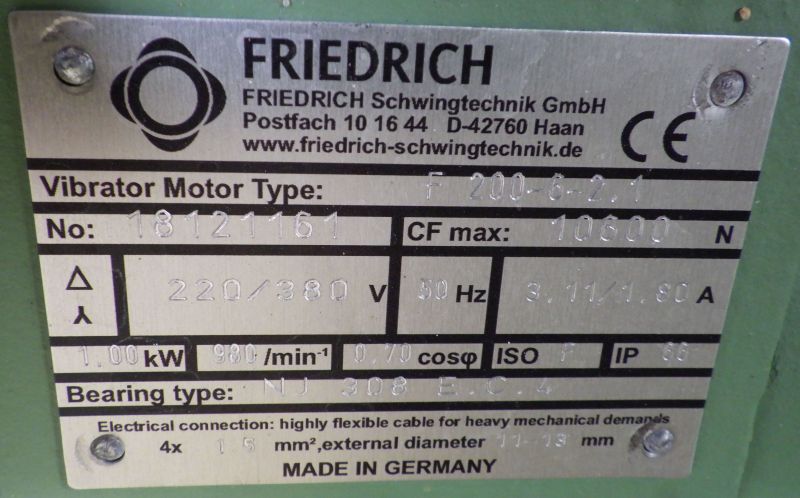 FRIEDRICH
FRIEDRICH Schwingtechnik GmbH
Postfach 10 16 44 D-42760 Haan
www.friedrich-schwingtechnik.de
CE
Vibrator Motor Type: F 200-6-2.1
No: 18121161 CF max: 10600 N
Δ 220/380 V 50 Hz 3.11/1.80 A
1.00 kW 980 /min⁻¹ 0.70 cosφ ISO F IP 66
Bearing type: NJ 308 E.C.4
Electrical connection: highly flexible cable for heavy mechanical demands
4x 1.5 mm², external diameter 11-13 mm
MADE IN GERMANY